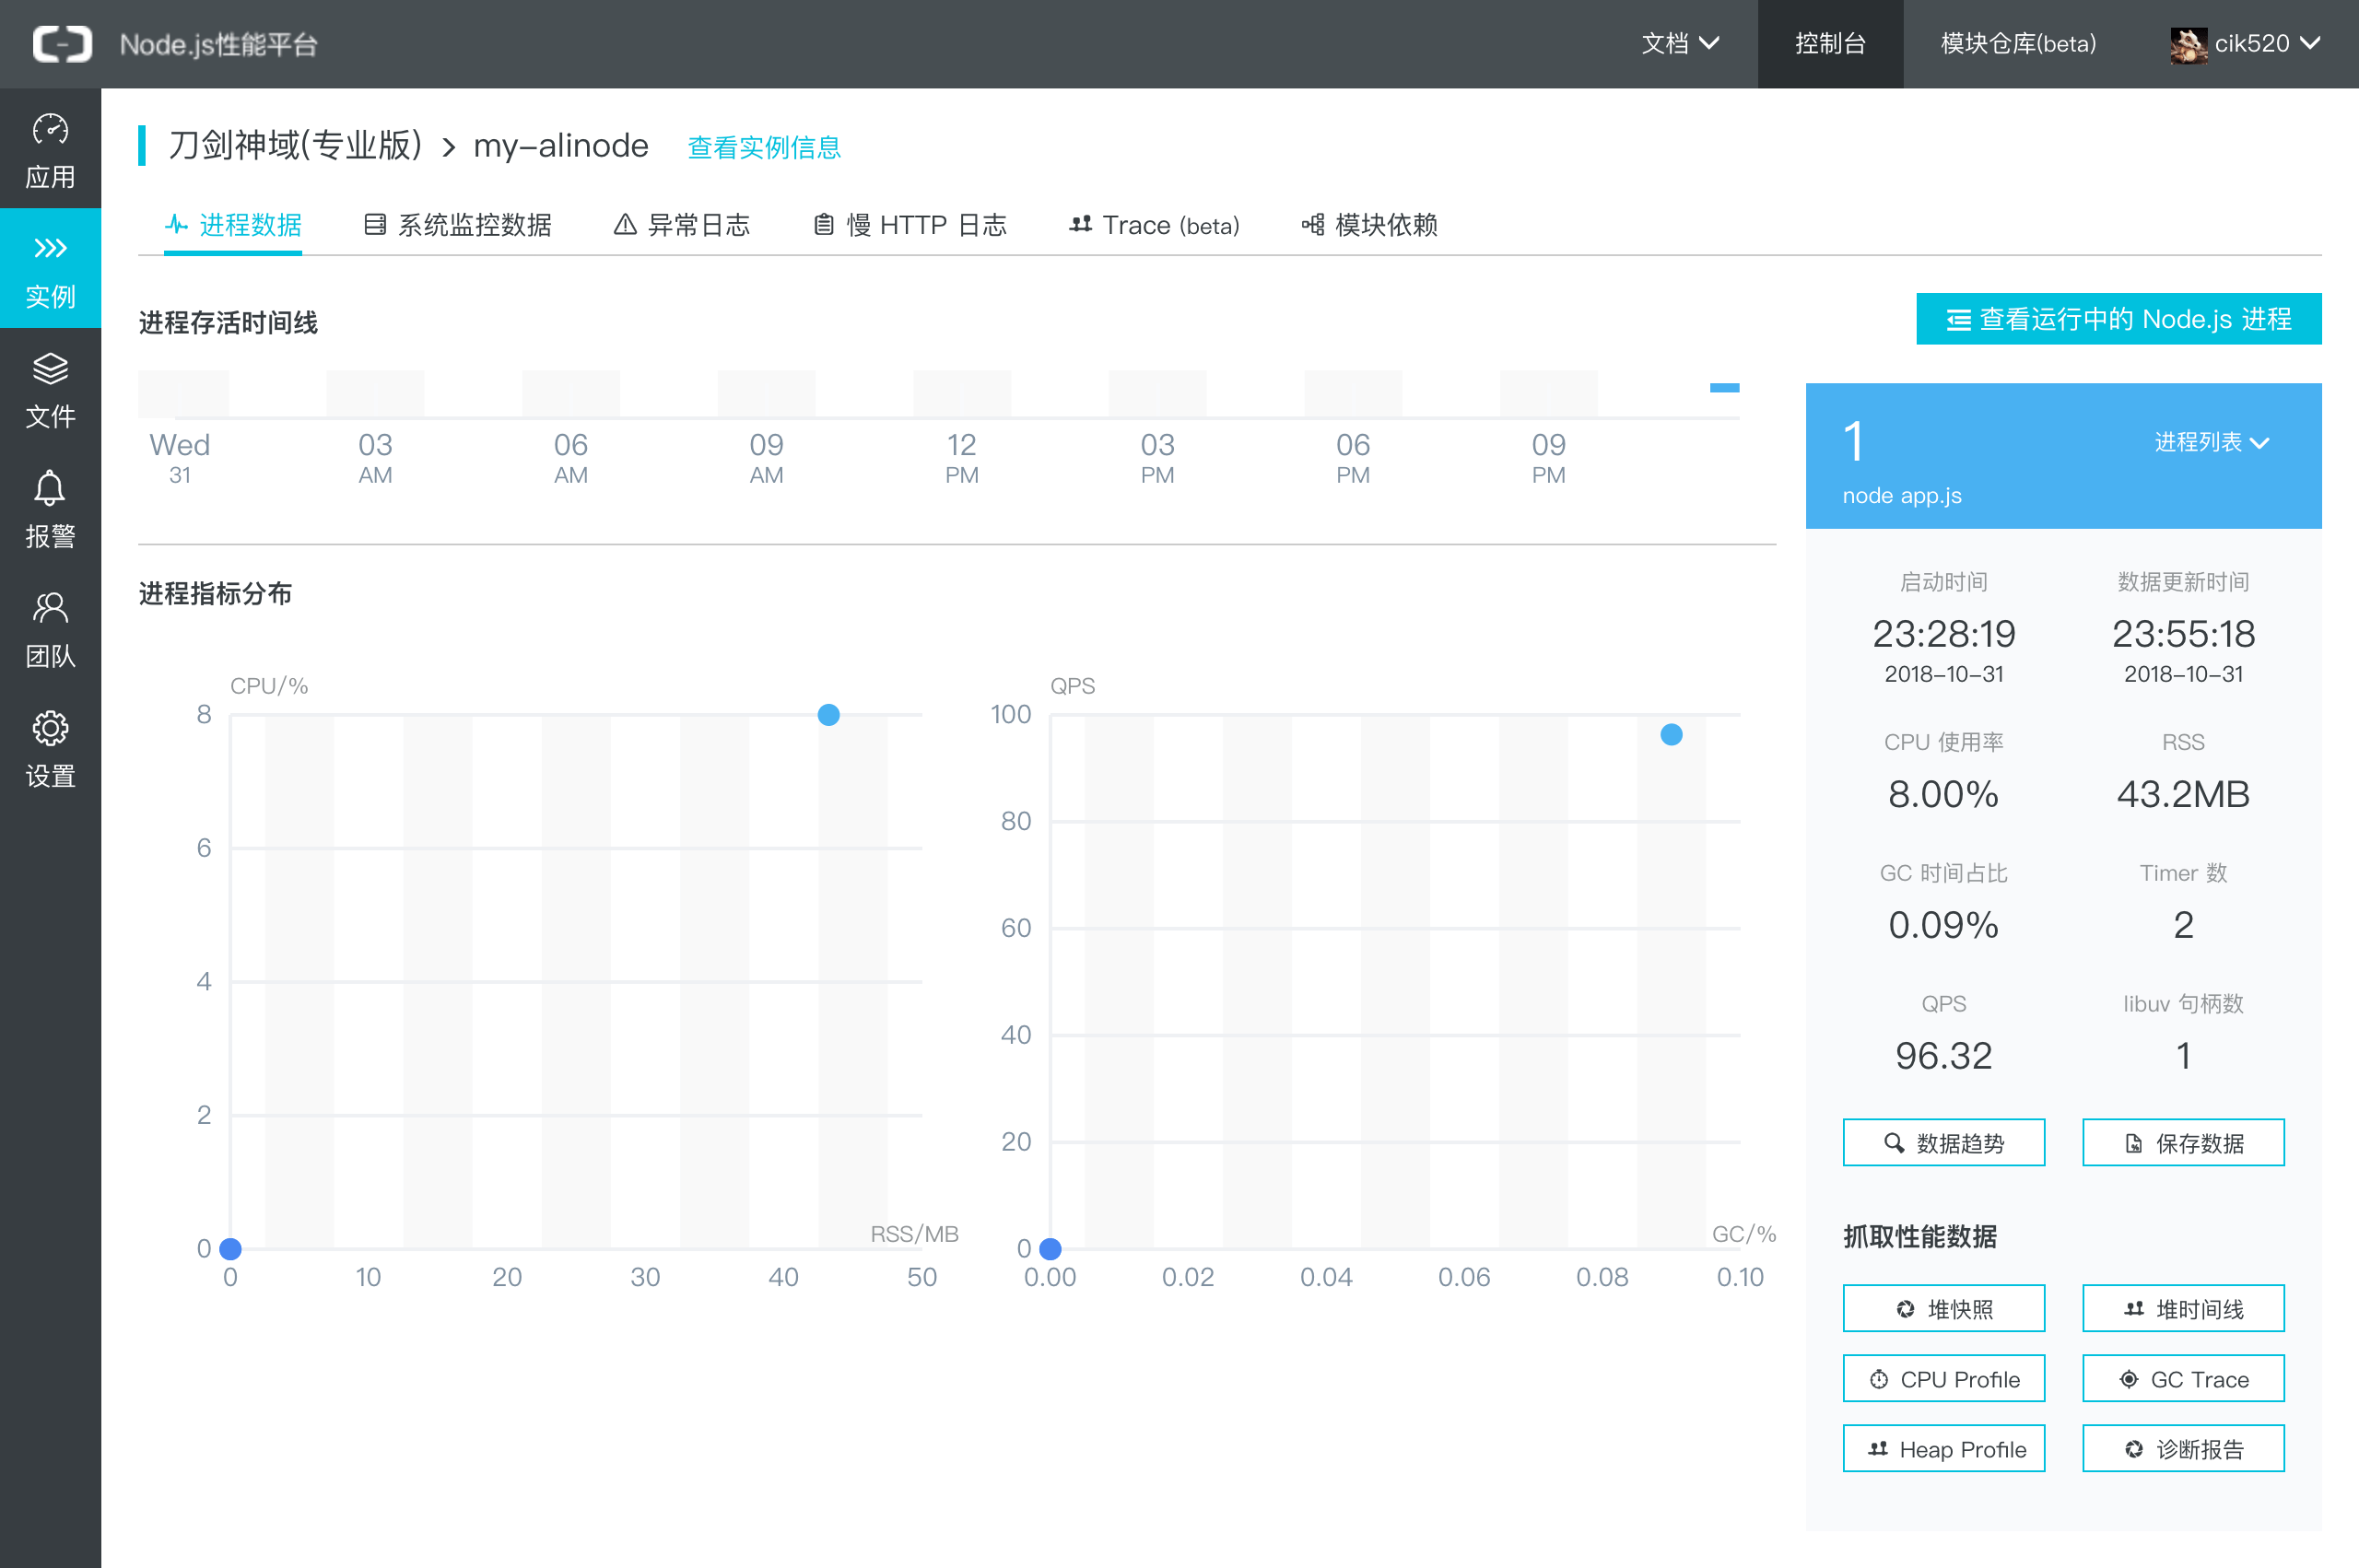 Node.js性能平台
文档
控制台
模块仓库(beta)
cik520
应用
实例
文件
报警
团队
设置
刀剑神域(专业版) > my-alinode 查看实例信息
进程数据 系统监控数据 异常日志 慢 HTTP 日志 Trace (beta) 模块依赖
进程存活时间线
查看运行中的 Node.js 进程
Wed 03 06 09 12 03 06 09
31 AM AM AM PM PM PM PM
进程指标分布
CPU/%
8
6
4
2
0
RSS/MB
0 10 20 30 40 50
QPS
100
80
60
40
20
0
GC/%
0.00 0.02 0.04 0.06 0.08 0.10
1
进程列表
node app.js
启动时间 数据更新时间
23:28:19 23:55:18
2018-10-31 2018-10-31
CPU 使用率 RSS
8.00% 43.2MB
GC 时间占比 Timer 数
0.09% 2
QPS libuv 句柄数
96.32 1
数据趋势 保存数据
抓取性能数据
堆快照 堆时间线
CPU Profile GC Trace
Heap Profile 诊断报告